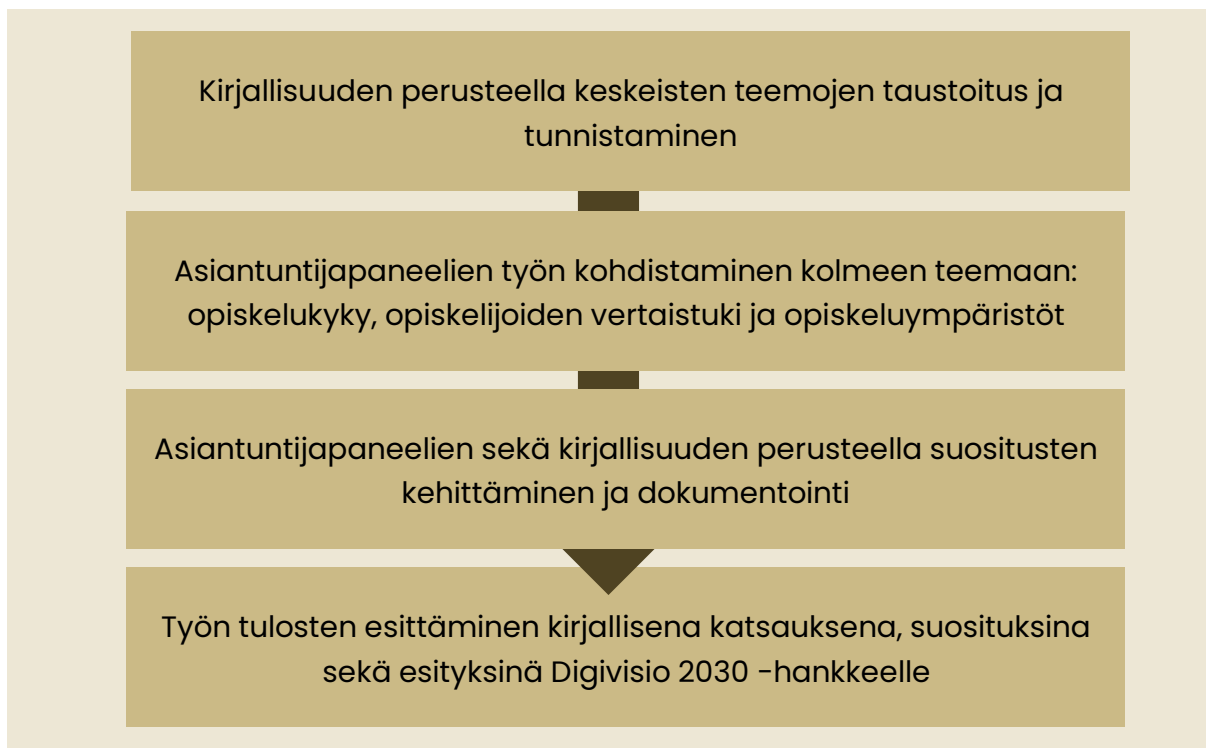 Kirjallisuuden perusteella keskeisten teemojen taustoitus ja
tunnistaminen
Asiantuntijapaneelien työn kohdistaminen kolmeen teemaan:
opiskelukyky, opiskelijoiden vertaistuki ja opiskeluympäristöt
Asiantuntijapaneelien sekä kirjallisuuden perusteella suositusten
kehittäminen ja dokumentointi
Työn tulosten esittäminen kirjallisena katsauksena, suosituksina
sekä esityksinä Digivisio 2030 -hankkeelle